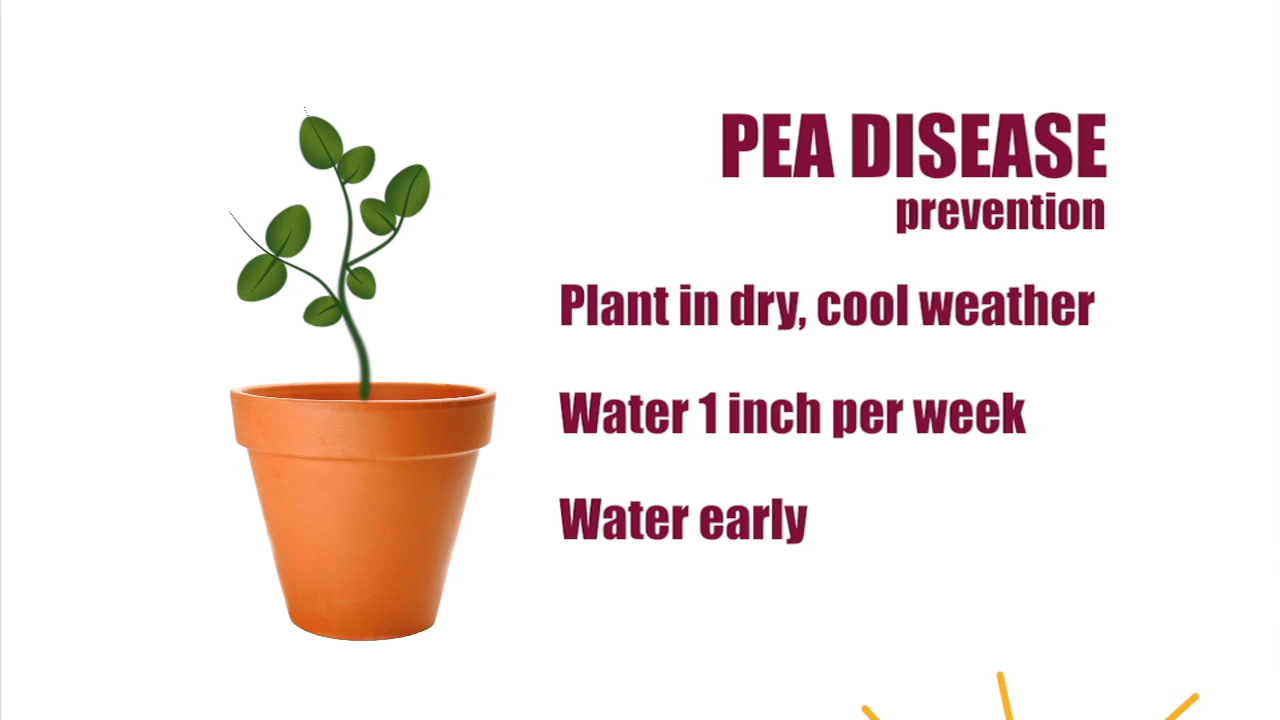 PEA DISEASE
prevention
Plant in dry, cool weather
Water 1 inch per week
Water early